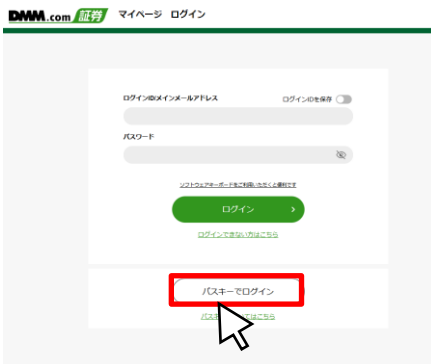 DMM.com 証券 マイページ ログイン
ログインID/メインメールアドレス ログインIDを保存
パスワード
ソフトウェアキーボードをご利用いただくと便利です
ログイン
ログインできない方はこちら
パスキーでログイン
パスキ いてはこちら